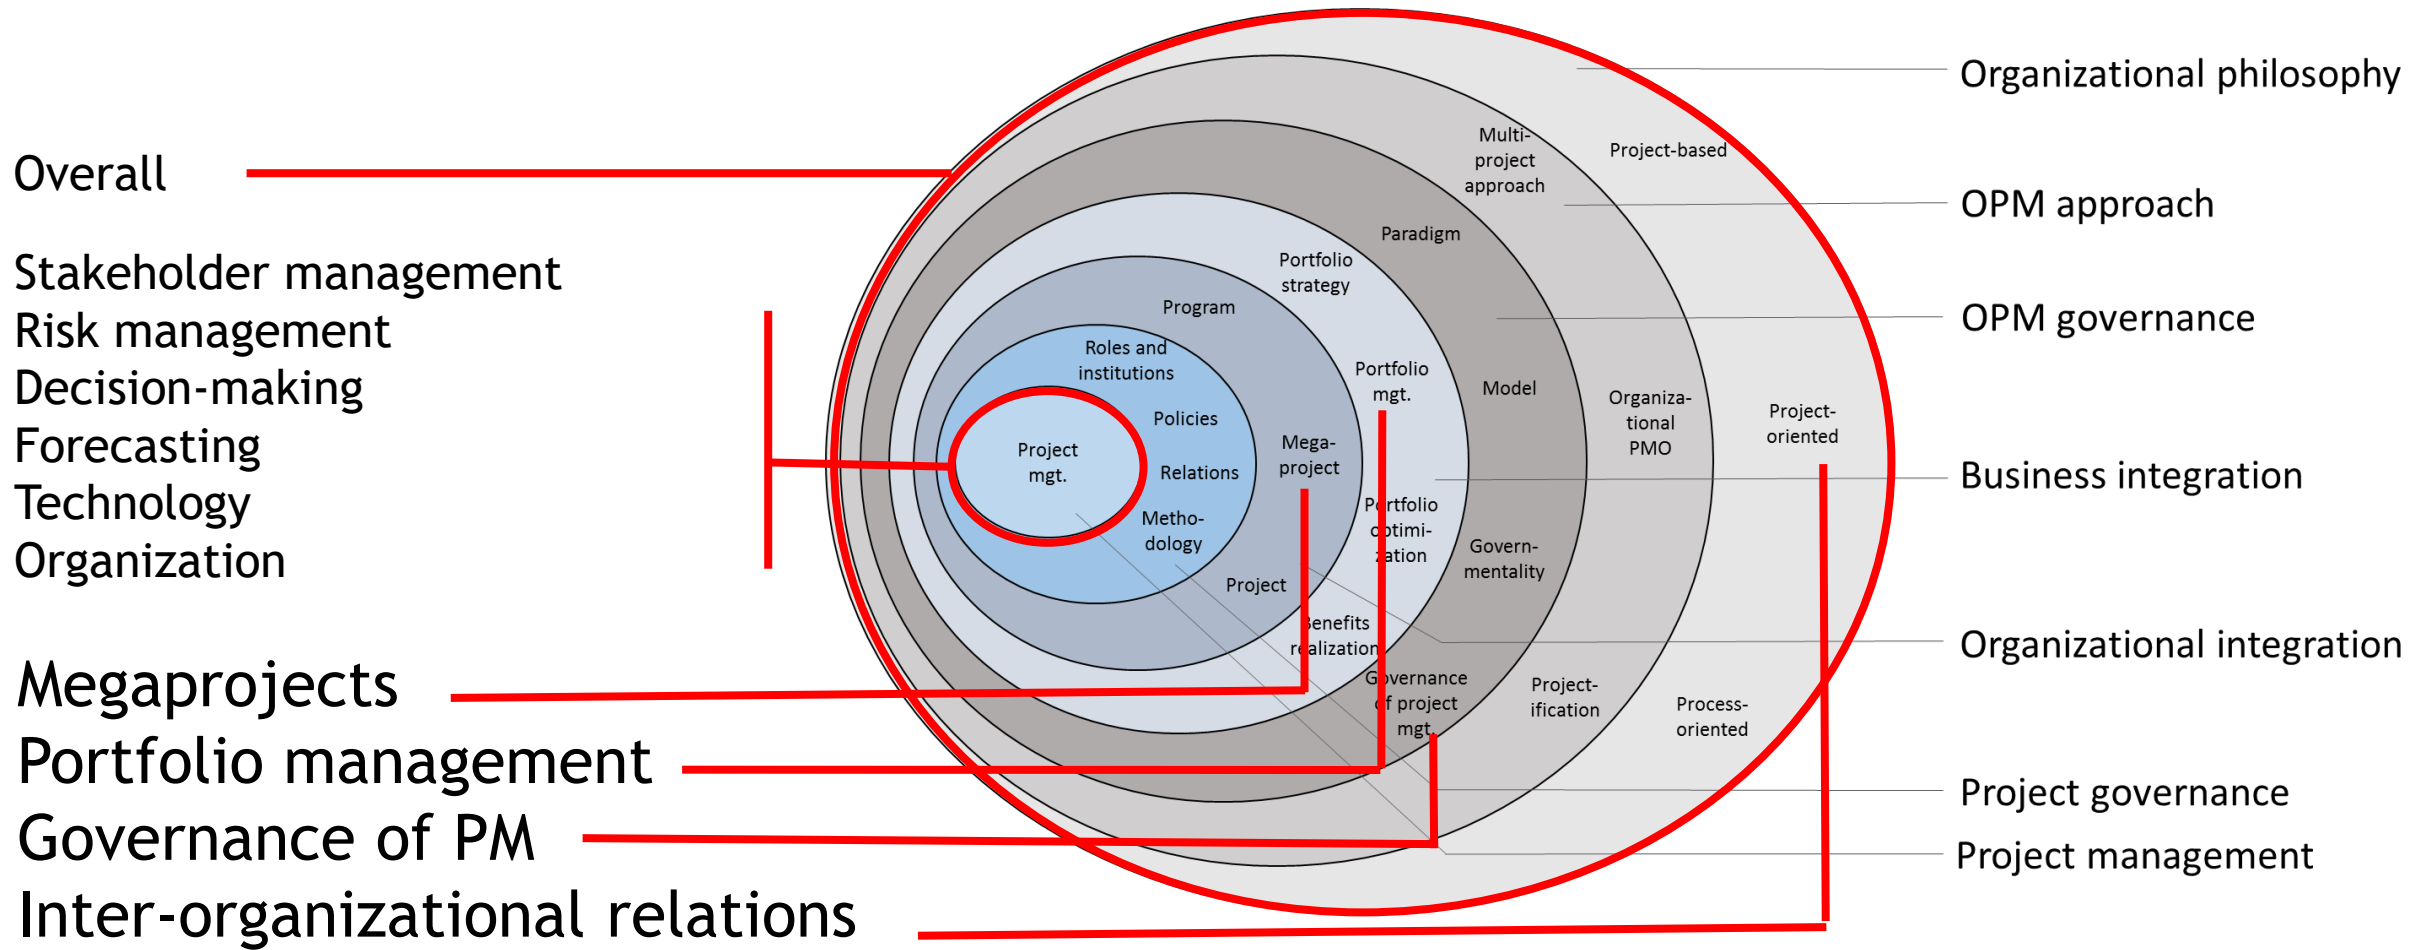 Overall
Stakeholder management
Risk management
Decision-making
Forecasting
Technology
Organization
Megaprojects
Portfolio management
Governance of PM
Inter-organizational relations
Project
mgt.
Roles and
institutions
Policies
Relations
Metho-
dology
Program
Mega-
project
Project
Portfolio
strategy
Portfolio
mgt.
Portfolio
optimi-
zation
Benefits
realization
Paradigm
Model
Govern-
mentality
Governance
of project
mgt.
Multi-
project
approach
Organiza-
tional
PMO
Project-
ification
Project-based
Project-
oriented
Process-
oriented
Organizational philosophy
OPM approach
OPM governance
Business integration
Organizational integration
Project governance
Project management